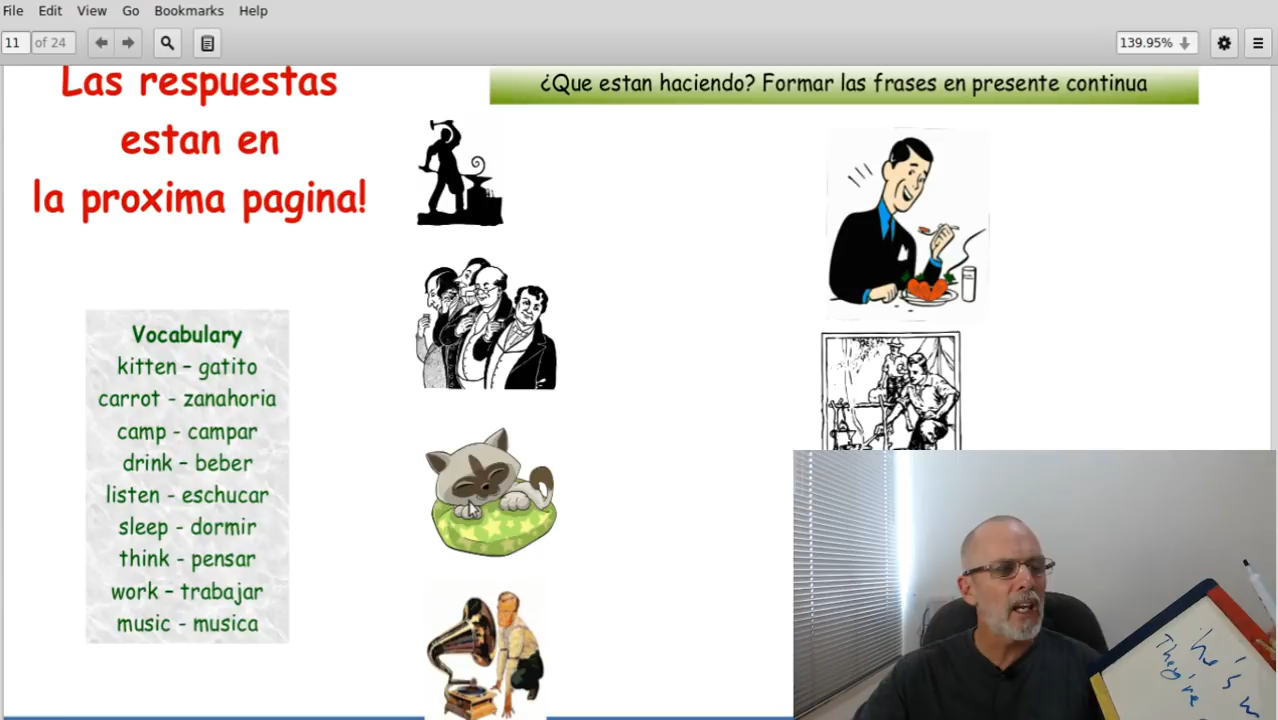 File Edit View Go Bookmarks Help
11 of 24
139.95%
Las respuestas
estan en
la proxima pagina!
¿Que estan haciendo? Formar las frases en presente continua
Vocabulary
kitten – gatito
carrot - zanahoria
camp - campar
drink – beber
listen - eschucar
sleep - dormir
think - pensar
work – trabajar
music - musica
he's w
They're